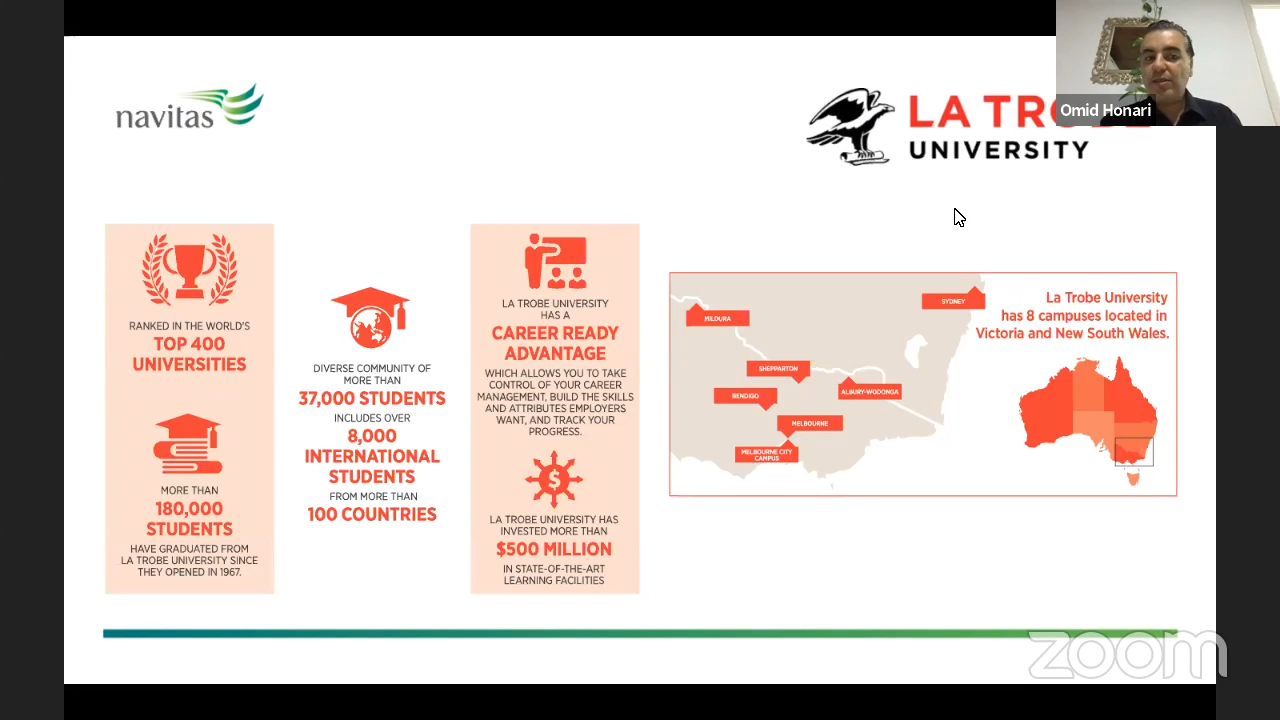 navitas
LA TROBE
UNIVERSITY
Omid Honari
RANKED IN THE WORLD'S
TOP 400
UNIVERSITIES
MORE THAN
180,000
STUDENTS
HAVE GRADUATED FROM
LA TROBE UNIVERSITY SINCE
THEY OPENED IN 1967.
DIVERSE COMMUNITY OF
MORE THAN
37,000 STUDENTS
INCLUDES OVER
8,000
INTERNATIONAL
STUDENTS
FROM MORE THAN
100 COUNTRIES
LA TROBE UNIVERSITY
HAS A
CAREER READY
ADVANTAGE
WHICH ALLOWS YOU TO TAKE
CONTROL OF YOUR CAREER
MANAGEMENT, BUILD THE SKILLS
AND ATTRIBUTES EMPLOYERS
WANT, AND TRACK YOUR
PROGRESS.
$
LA TROBE UNIVERSITY HAS
INVESTED MORE THAN
$500 MILLION
IN STATE-OF-THE-ART
LEARNING FACILITIES
MILDURA
SYDNEY
SHEPPARTON
BENDIGO
ALBURY-WODONGA
MELBOURNE
MELBOURNE CITY
CAMPUS
La Trobe University
has 8 campuses located in
Victoria and New South Wales.
zoom